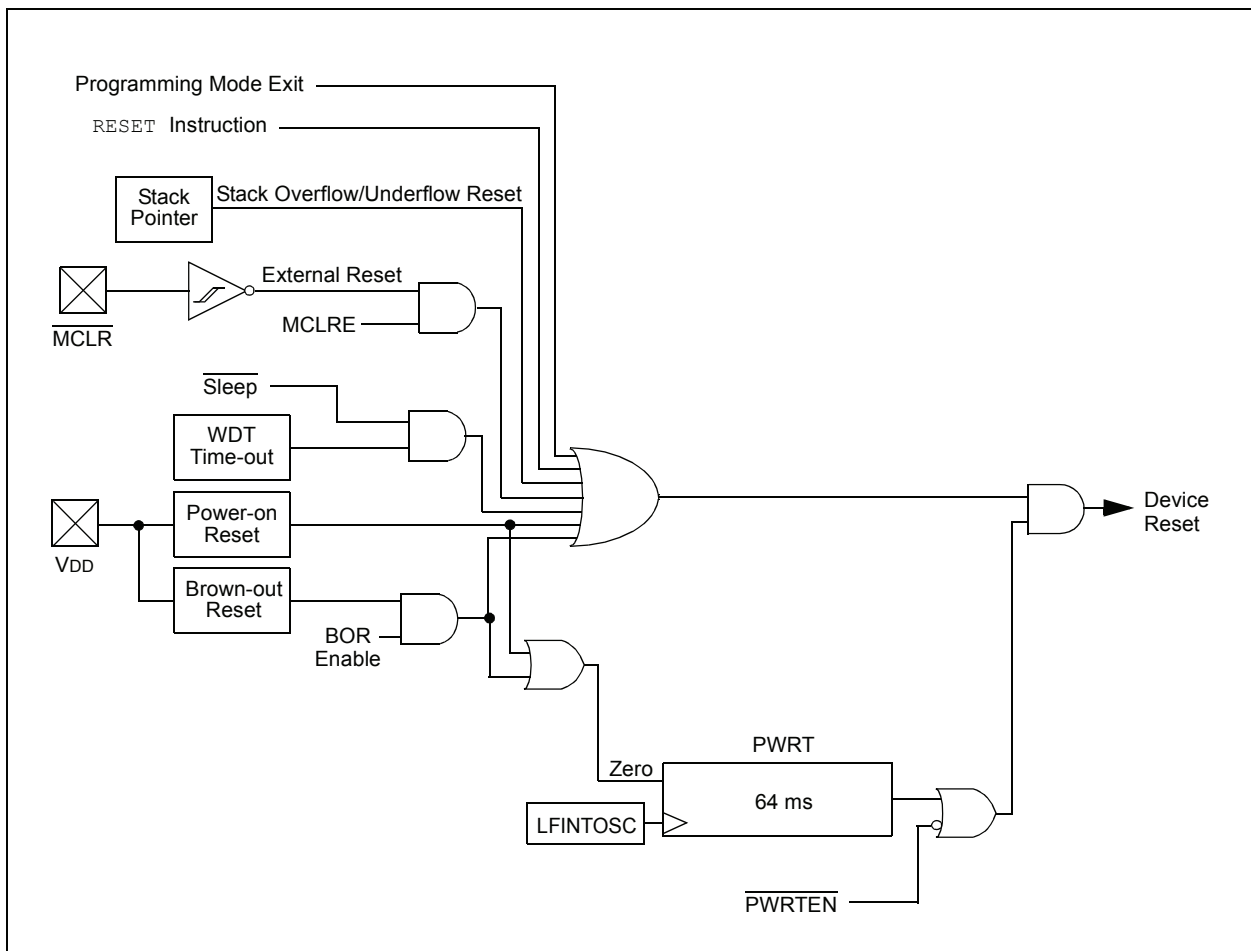 Programming Mode Exit
RESET Instruction
Stack
Pointer
Stack Overflow/Underflow Reset
External Reset
MCLR
MCLRE
Sleep
WDT
Time-out
Power-on
Reset
VDD
Brown-out
Reset
BOR
Enable
Device
Reset
PWRT
Zero
64 ms
LFINTOSC
PWRTEN